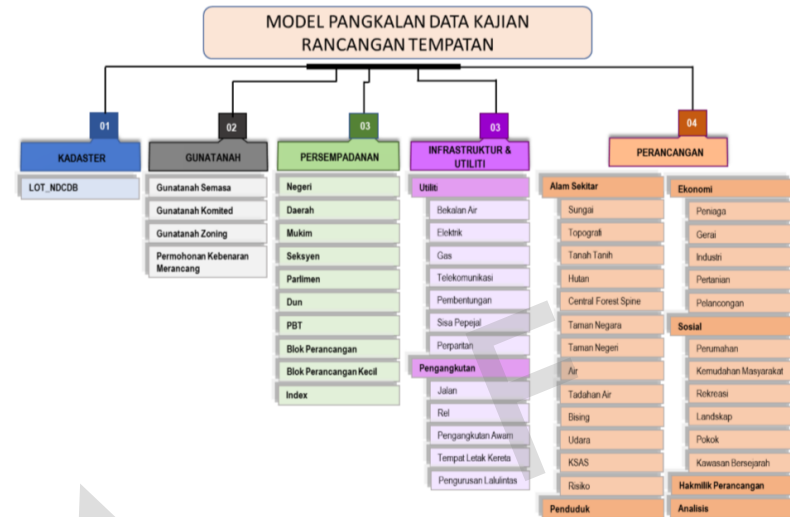 MODEL PANGKALAN DATA KAJIAN
RANCANGAN TEMPATAN
01
KADASTER
LOT_NDCDB
02
GUNATANAH
Gunatanah Semasa
Gunatanah Komited
Gunatanah Zoning
Permohonan Kebenaran
Merancang
03
PERSEMPADANAN
Negeri
Daerah
Mukim
Seksyen
Parlimen
Dun
PBT
Blok Perancangan
Blok Perancangan Kecil
Index
03
INFRASTRUKTUR &
UTILITI
Utiliti
Bekalan Air
Elektrik
Gas
Telekomunikasi
Pembentungan
Sisa Pepejal
Perparitan
Pengangkutan
Jalan
Rel
Pengangkutan Awam
Tempat Letak Kereta
Pengurusan Lalulintas
04
PERANCANGAN
Alam Sekitar
Sungai
Topografi
Tanah Tanih
Hutan
Central Forest Spine
Taman Negara
Taman Negeri
Air
Tadahan Air
Bising
Udara
KSAS
Risiko
Penduduk
Ekonomi
Peniaga
Gerai
Industri
Pertanian
Pelancongan
Sosial
Perumahan
Kemudahan Masyarakat
Rekreasi
Landskap
Pokok
Kawasan Bersejarah
Hakmilik Perancangan
Analisis
F